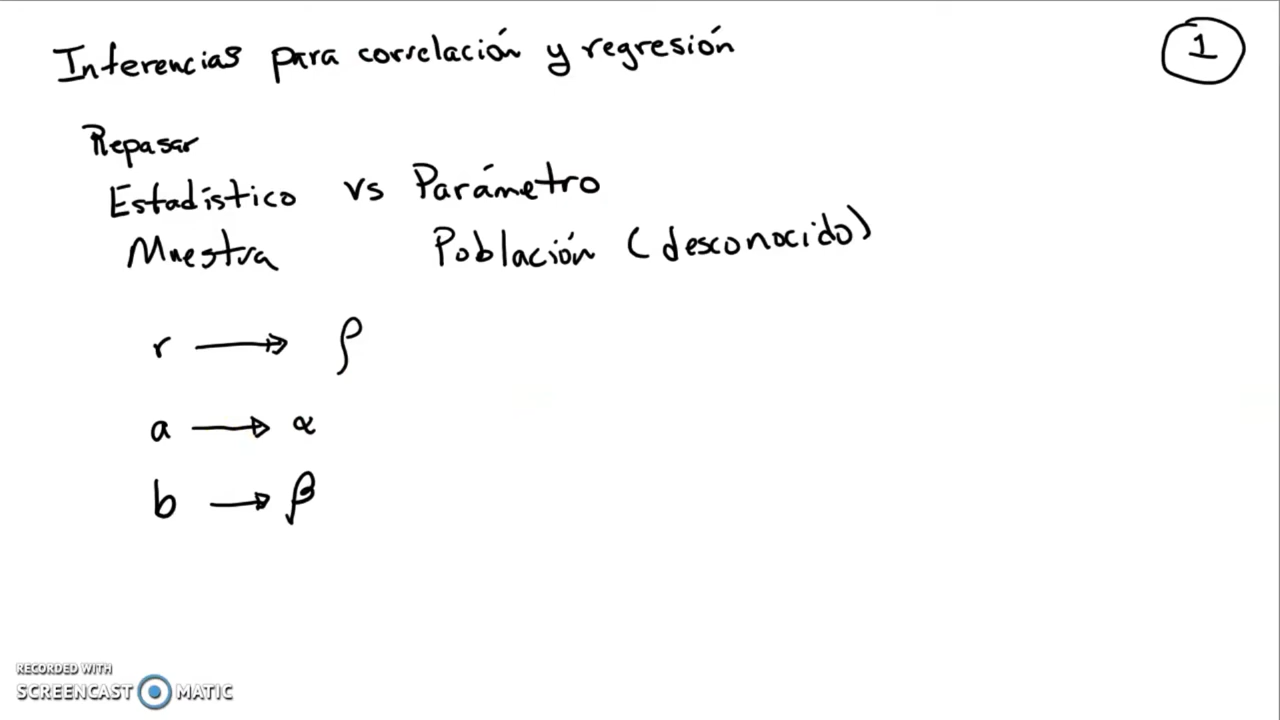 Inferencias para correlación y regresión
1
Repasar
Estadístico vs Parámetro
Muestra Población (desconocido)
r → ρ
a → α
b → β
RECORDED WITH
SCREENCAST MATIC